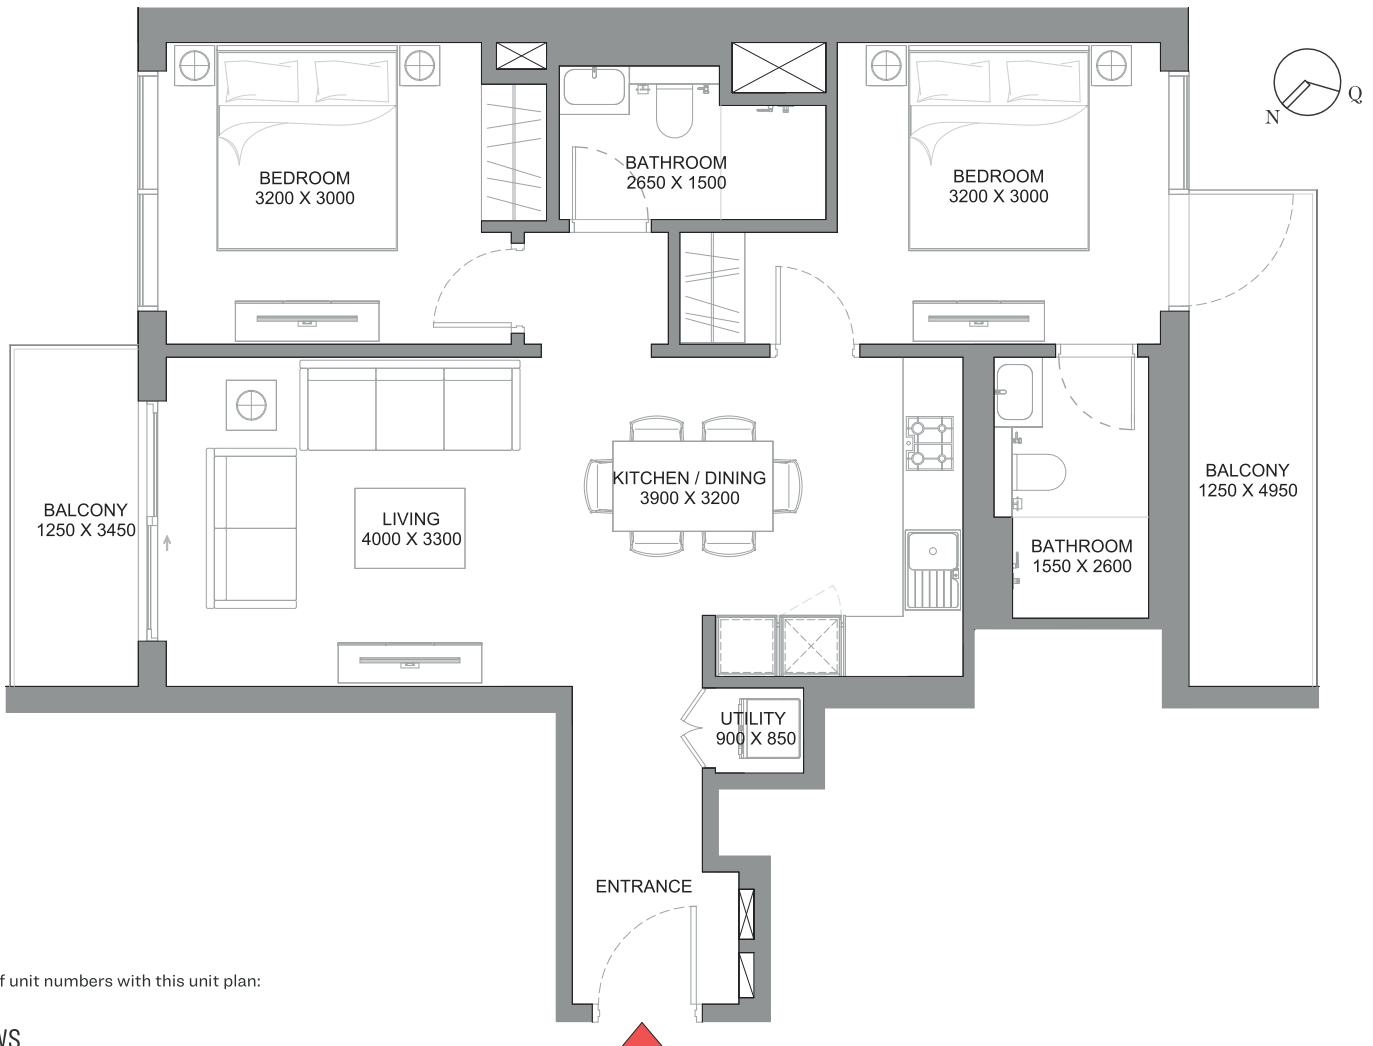 BEDROOM
3200 X 3000
BATHROOM
2650 X 1500
BEDROOM
3200 X 3000
N
Q
BALCONY
1250 X 3450
LIVING
4000 X 3300
KITCHEN / DINING
3900 X 3200
BATHROOM
1550 X 2600
BALCONY
1250 X 4950
UTILITY
900 X 850
ENTRANCE
f unit numbers with this unit plan:
WS